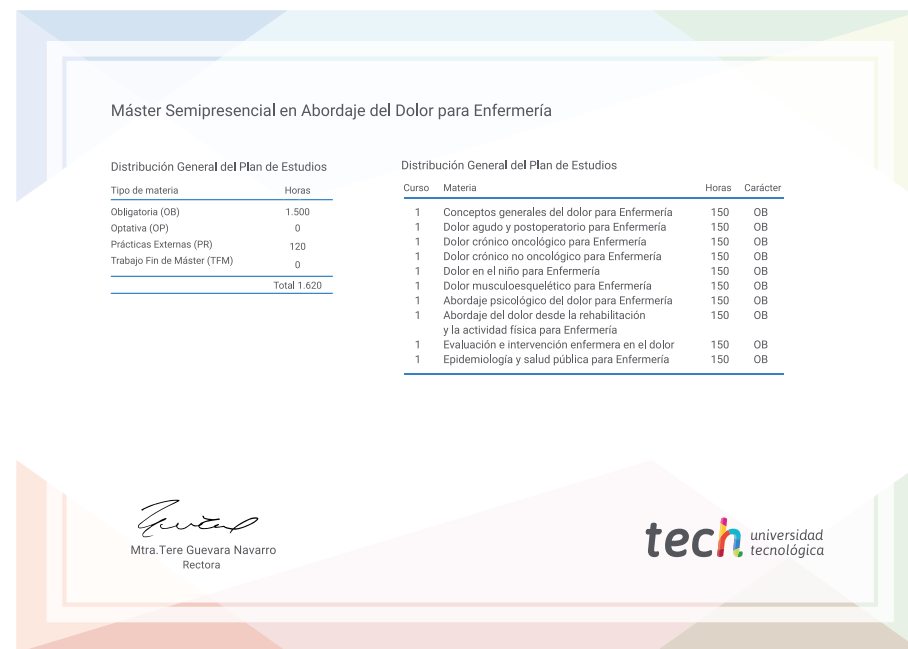 Máster Semipresencial en Abordaje del Dolor para Enfermería
Distribución General del Plan de Estudios
Tipo de materia Horas
Obligatoria (OB) 1.500
Optativa (OP) 0
Prácticas Externas (PR) 120
Trabajo Fin de Máster (TFM) 0
Total 1.620
Distribución General del Plan de Estudios
Curso Materia Horas Carácter
1 Conceptos generales del dolor para Enfermería 150 OB
1 Dolor agudo y postoperatorio para Enfermería 150 OB
1 Dolor crónico oncológico para Enfermería 150 OB
1 Dolor crónico no oncológico para Enfermería 150 OB
1 Dolor en el niño para Enfermería 150 OB
1 Dolor musculoesquelético para Enfermería 150 OB
1 Abordaje psicológico del dolor para Enfermería 150 OB
1 Abordaje del dolor desde la rehabilitación 150 OB
y la actividad física para Enfermería
1 Evaluación e intervención enfermera en el dolor 150 OB
1 Epidemiología y salud pública para Enfermería 150 OB
Mtra.Tere Guevara Navarro
Rectora
tech universidad
tecnológica